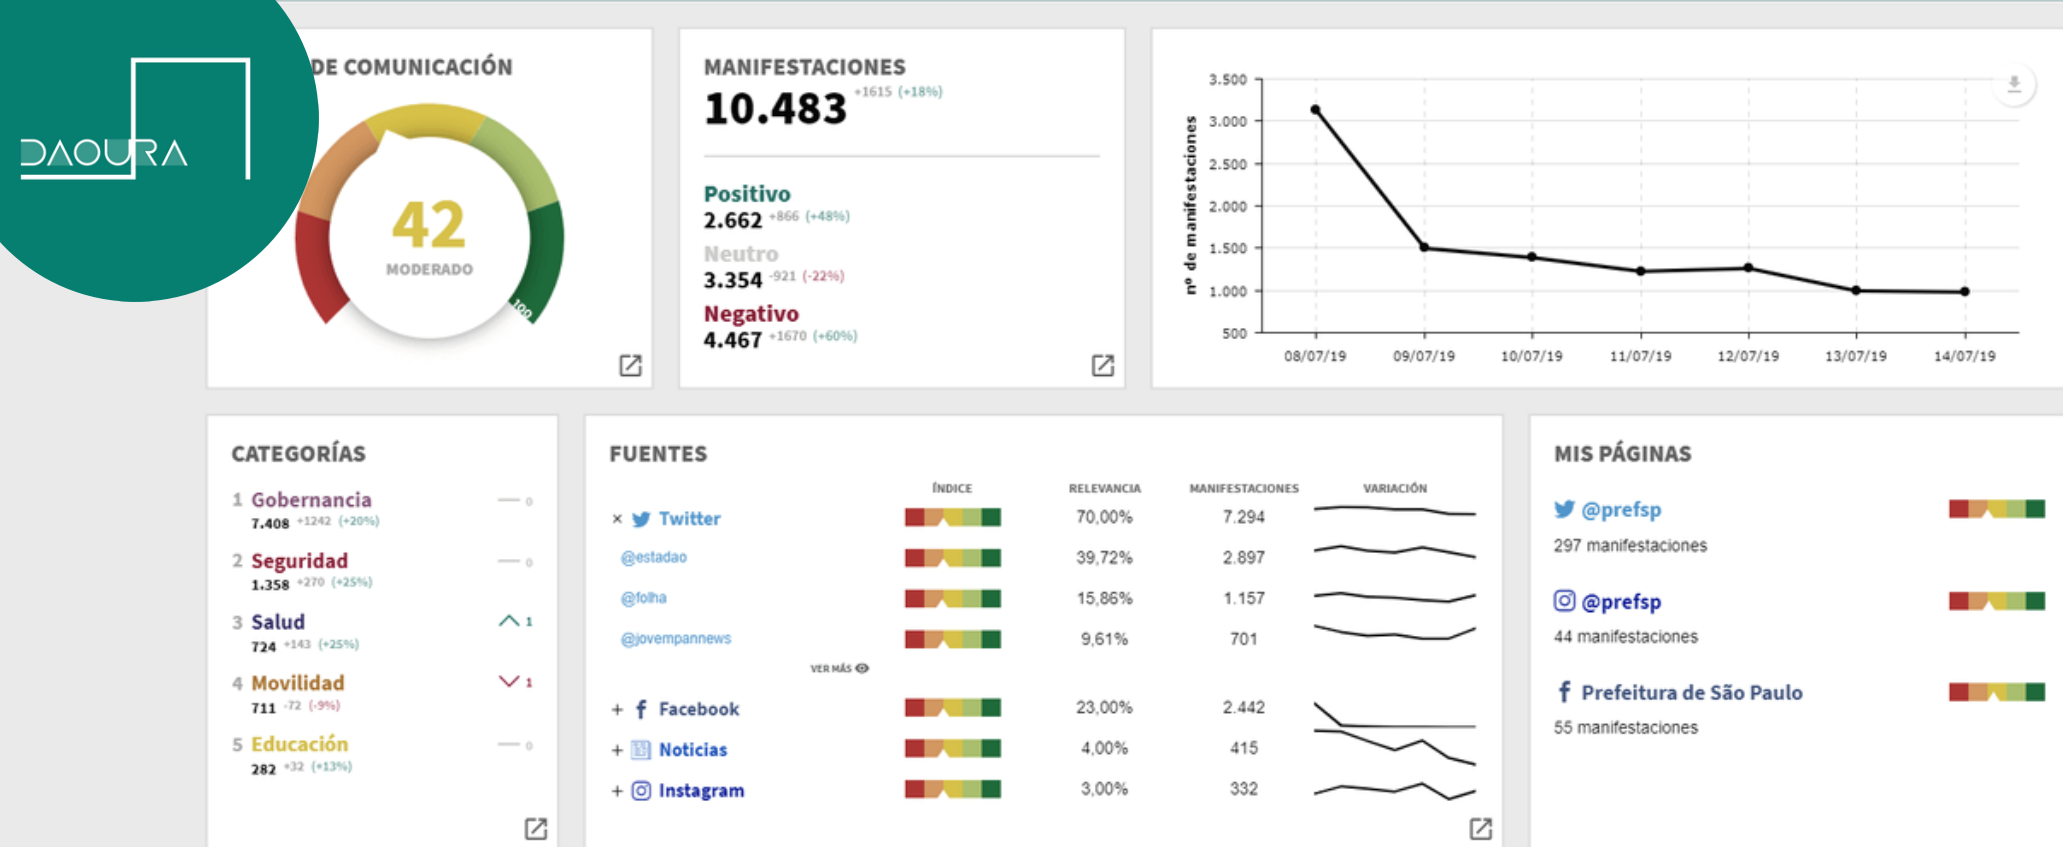 DAOURA
DE COMUNICACIÓN
42
MODERADO
100
MANIFESTACIONES
10.483 +1615 (+18%)
Positivo
2.662 +866 (+48%)
Neutro
3.354 -921 (-22%)
Negativo
4.467 +1670 (+60%)
nº de manifestaciones
3.500
3.000
2.500
2.000
1.500
1.000
500
08/07/19 09/07/19 10/07/19 11/07/19 12/07/19 13/07/19 14/07/19
CATEGORÍAS
1 Gobernancia 0
7.408 +1242 (+20%)
2 Seguridad 0
1.358 +270 (+25%)
3 Salud 1
724 +143 (+25%)
4 Movilidad 1
711 -72 (-9%)
5 Educación 0
282 +32 (+13%)
FUENTES
ÍNDICE RELEVANCIA MANIFESTACIONES VARIACIÓN
× Twitter 70,00% 7.294
@estadao 39,72% 2.897
@folha 15,86% 1.157
@jovempannews 9,61% 701
VER MÁS
+ Facebook 23,00% 2.442
+ Noticias 4,00% 415
+ Instagram 3,00% 332
MIS PÁGINAS
@prefsp
297 manifestaciones
@prefsp
44 manifestaciones
Prefeitura de São Paulo
55 manifestaciones